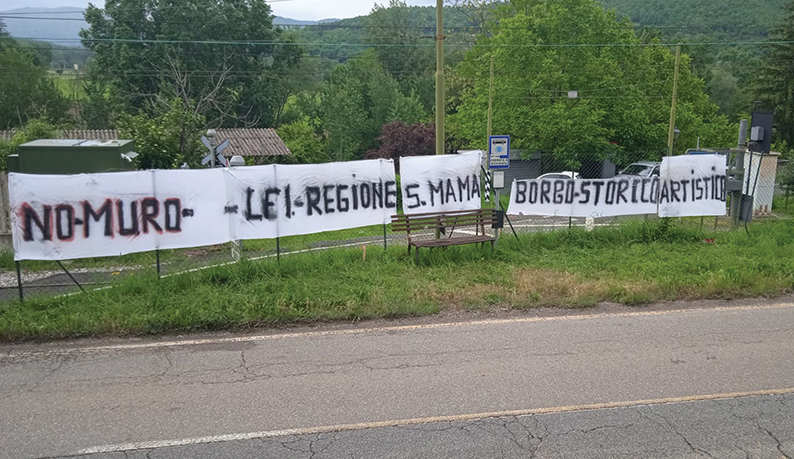 NO-MURO- -LEI.-REGIONE S. MAMA BORGO-STORICO ARTISTICO